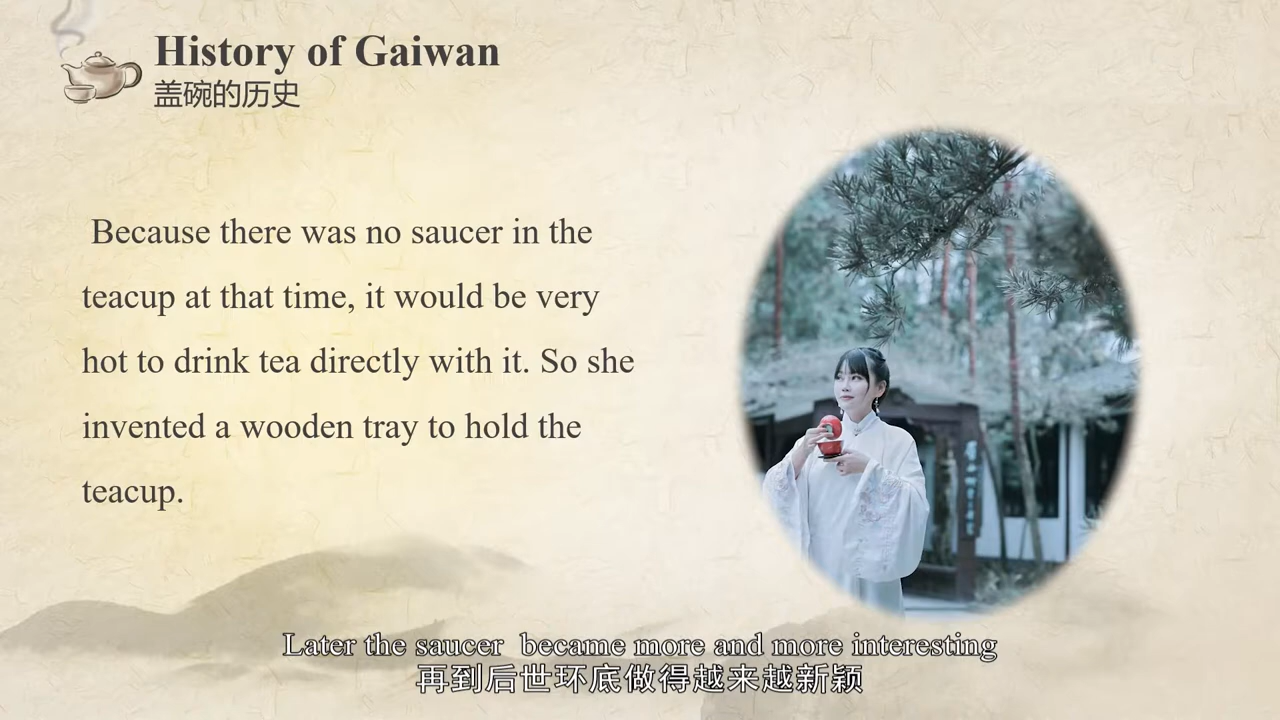 History of Gaiwan
盖碗的历史
Because there was no saucer in the
teacup at that time, it would be very
hot to drink tea directly with it. So she
invented a wooden tray to hold the
teacup.
Later the saucer became more and more interesting
再到后世环底做得越来越新颖